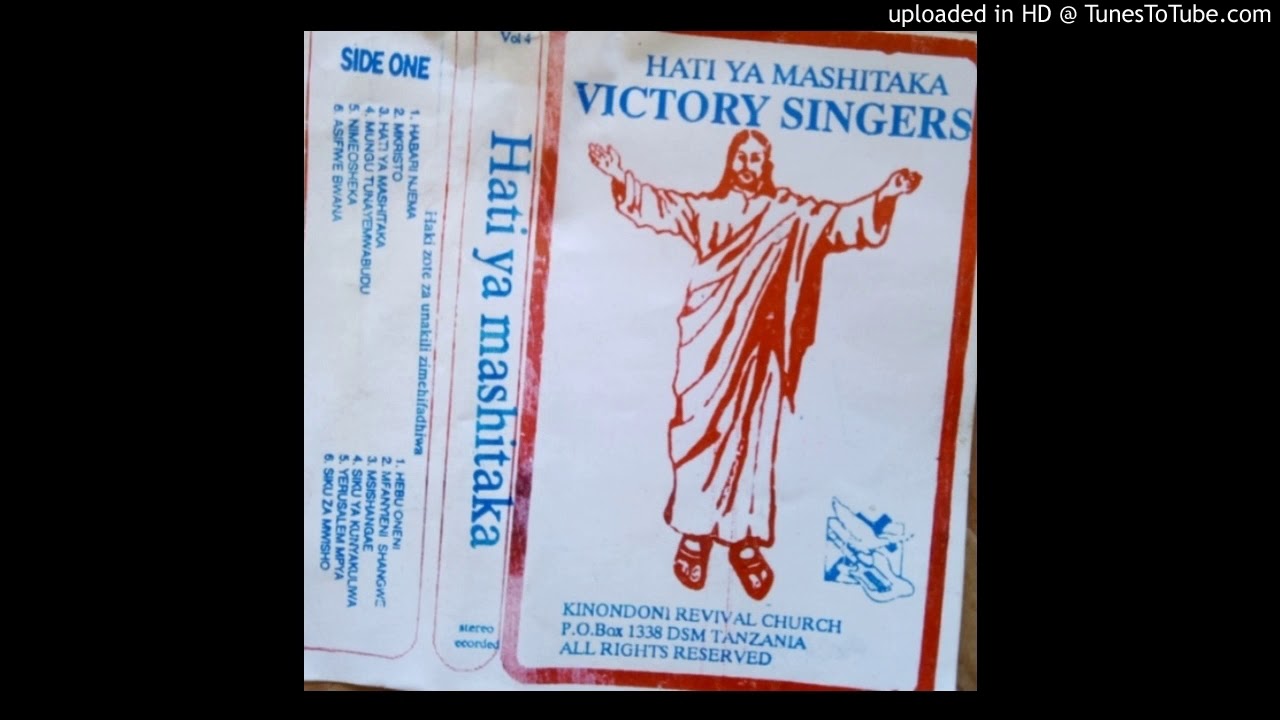 uploaded in HD @ TunesToTube.com
Vol 4
SIDE ONE
1. HABARI NJEMA
2. MKRISTO
3. HATI YA MASHITAKA
4. MUNGU TUNAYEMWABUDU
5. NIMEOSHEKA
6. ASIFIWE BWANA
Haki zote za unakili zimehifadhiwa
1. HEBU ONENI
2. MFANYIENI SHANGWE
3. MSISHANGAE
4. SIKU YA KUNYAKULIWA
5. YERUSALEM MPYA
6. SIKU ZA MWISHO
Hati ya mashitaka
stereo
ecorded
HATI YA MASHITAKA
VICTORY SINGERS
KINONDONI REVIVAL CHURCH
P.O.Box 1338 DSM TANZANIA
ALL RIGHTS RESERVED